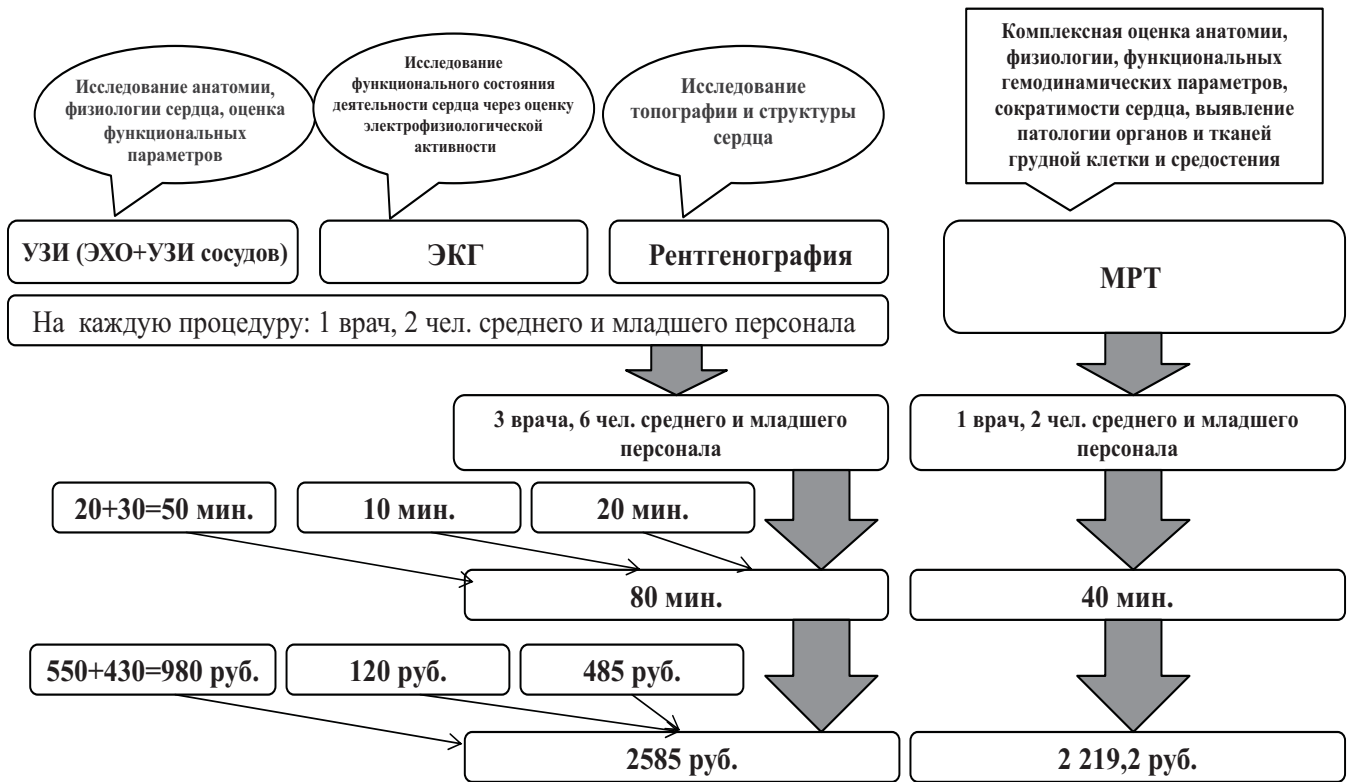 Исследование анатомии,
физиологии сердца, оценка
функциональных
параметров
Исследование
функционального состояния
деятельности сердца через оценку
электрофизиологической
активности
Исследование
топографии и структуры
сердца
Комплексная оценка анатомии,
физиологии, функциональных
гемодинамических параметров,
сократимости сердца, выявление
патологии органов и тканей
грудной клетки и средостения
УЗИ (ЭХО+УЗИ сосудов)
ЭКГ
Рентгенография
МРТ
На каждую процедуру: 1 врач, 2 чел. среднего и младшего персонала
3 врача, 6 чел. среднего и младшего
персонала
1 врач, 2 чел. среднего и младшего
персонала
20+30=50 мин.
10 мин.
20 мин.
80 мин.
40 мин.
550+430=980 руб.
120 руб.
485 руб.
2585 руб.
2 219,2 руб.